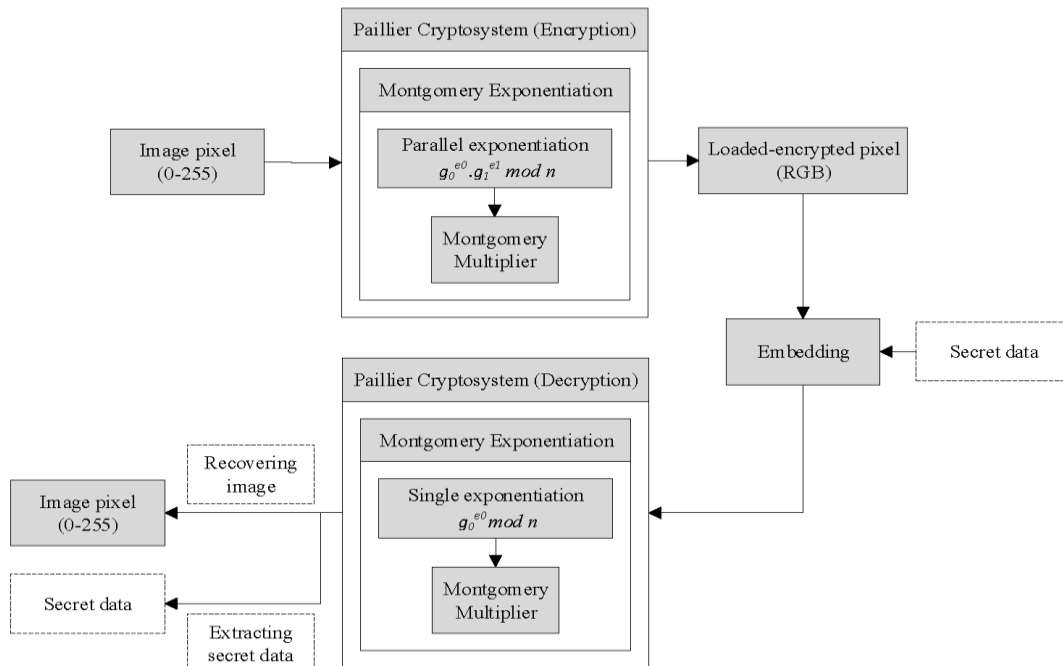 Paillier Cryptosystem (Encryption)
Montgomery Exponentiation
Parallel exponentiation
g₀ᵉ⁰.g₁ᵉ¹ mod n
Montgomery
Multiplier
Image pixel
(0-255)
Loaded-encrypted pixel
(RGB)
Embedding
Secret data
Paillier Cryptosystem (Decryption)
Montgomery Exponentiation
Single exponentiation
g₀ᵉ⁰ mod n
Montgomery
Multiplier
Recovering
image
Image pixel
(0-255)
Secret data
Extracting
secret data